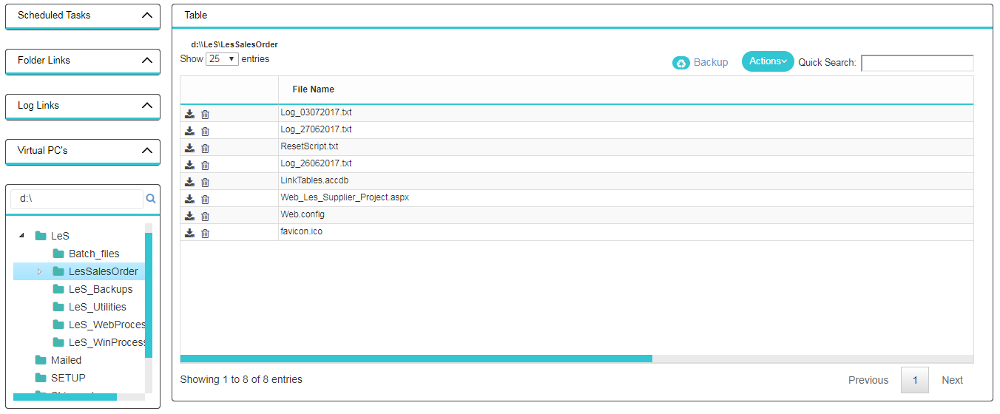 Scheduled Tasks
Folder Links
Log Links
Virtual PC's
d:\
LeS
Batch_files
LesSalesOrder
LeS_Backups
LeS_Utilities
LeS_WebProces
LeS_WinProcess
Mailed
SETUP
Table
d:\\LeS\LesSalesOrder
Show 25 entries
Backup Actions Quick Search:
File Name
Log_03072017.txt
Log_27062017.txt
ResetScript.txt
Log_26062017.txt
LinkTables.accdb
Web_Les_Supplier_Project.aspx
Web.config
favicon.ico
Showing 1 to 8 of 8 entries
Previous 1 Next